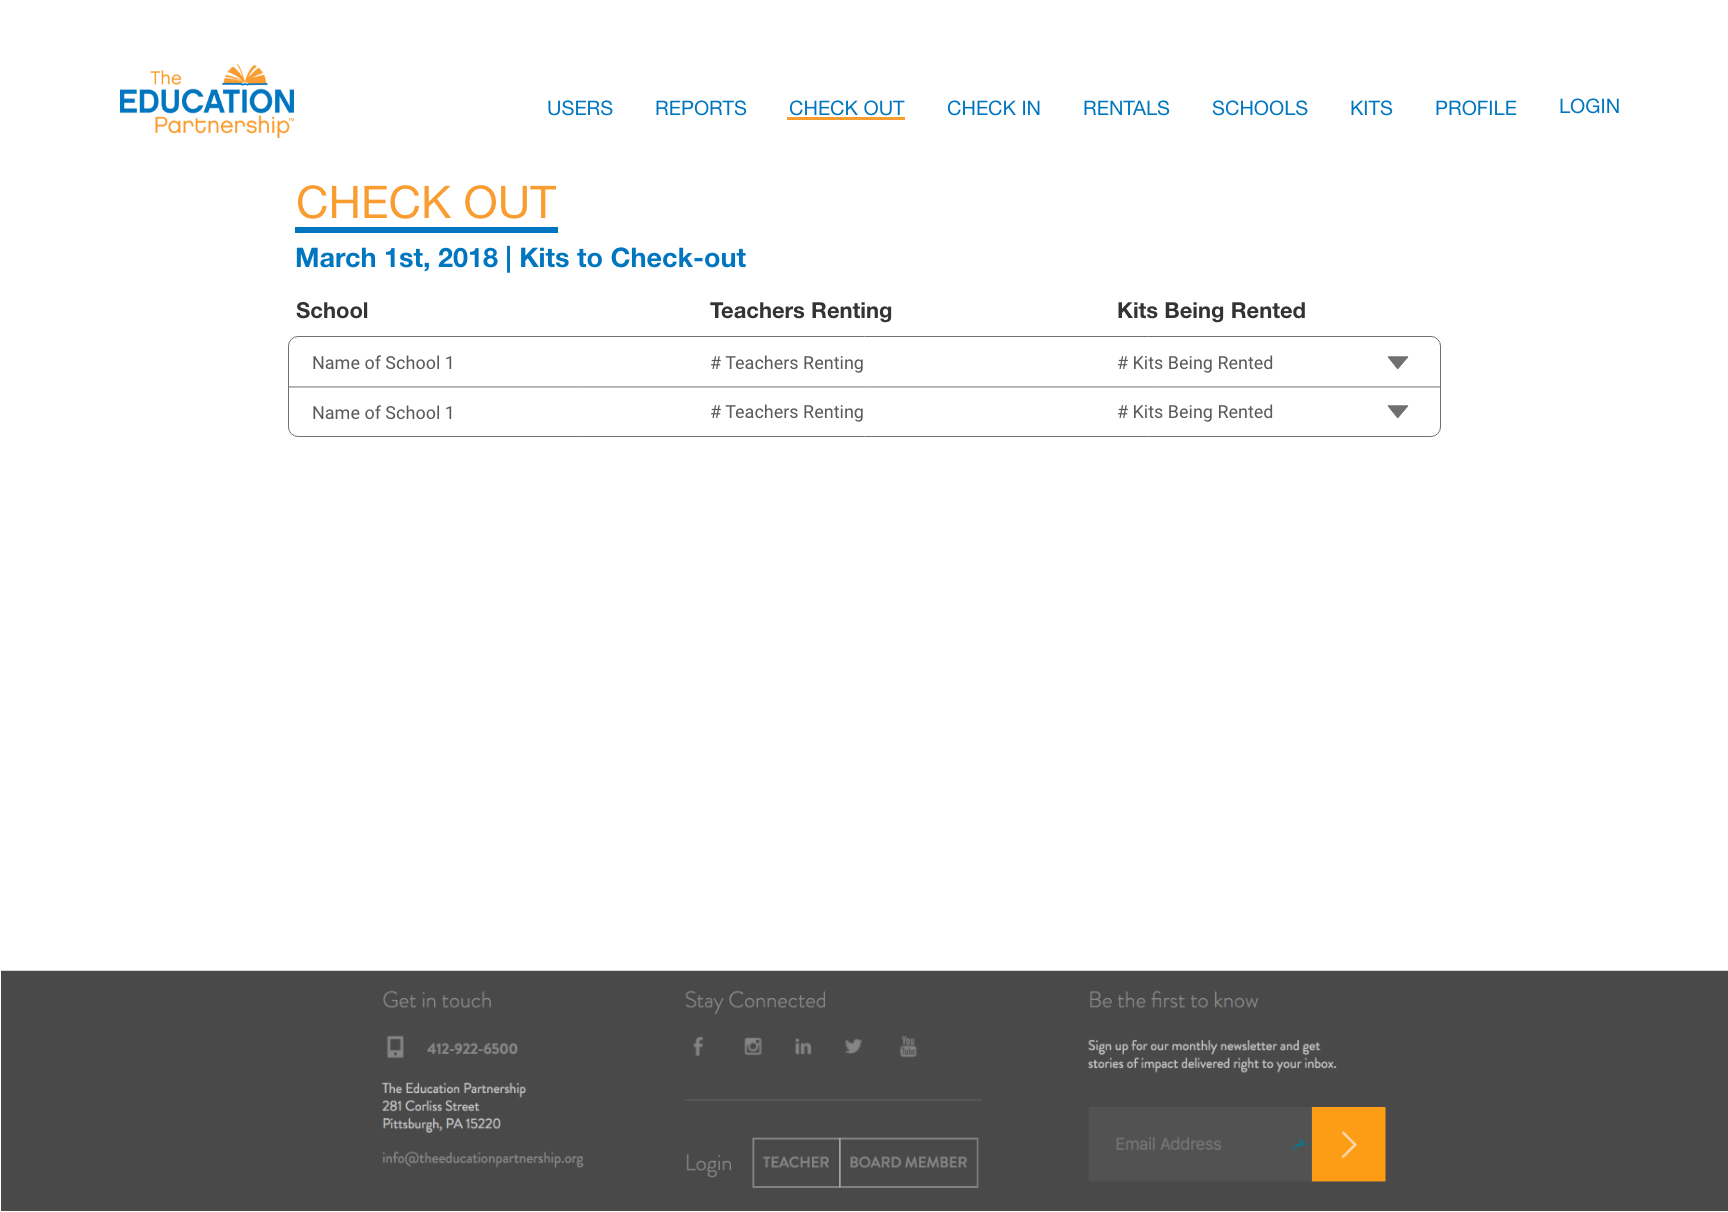 The
EDUCATION
Partnership™
USERS REPORTS CHECK OUT CHECK IN RENTALS SCHOOLS KITS PROFILE LOGIN
CHECK OUT
March 1st, 2018 | Kits to Check-out
School Teachers Renting Kits Being Rented
Name of School 1 # Teachers Renting # Kits Being Rented
Name of School 1 # Teachers Renting # Kits Being Rented
Get in touch
412-922-6500
The Education Partnership
281 Corliss Street
Pittsburgh, PA 15220
info@theeducationpartnership.org
Stay Connected
f in You Tube
Login TEACHER BOARD MEMBER
Be the first to know
Sign up for our monthly newsletter and get
stories of impact delivered right to your inbox.
Email Address